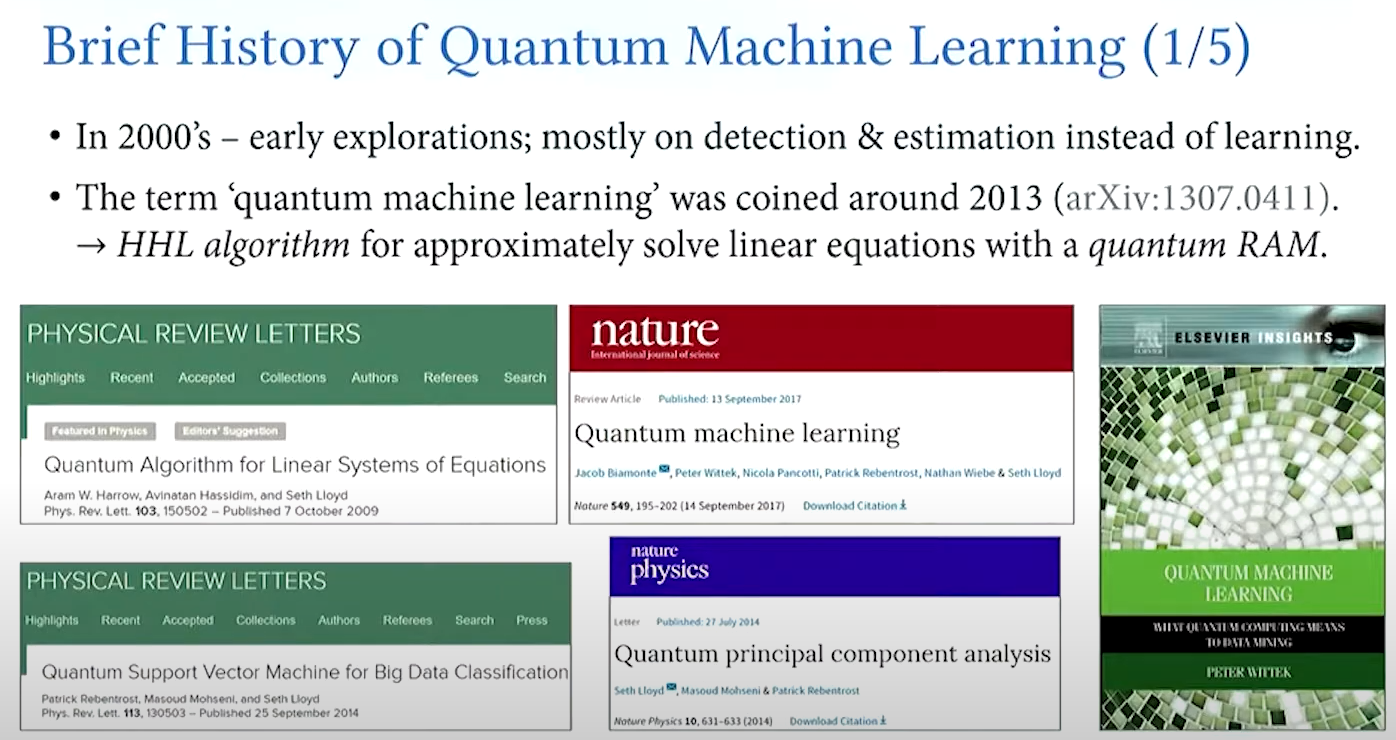 Brief History of Quantum Machine Learning (1/5)
• In 2000's – early explorations; mostly on detection & estimation instead of learning.
• The term 'quantum machine learning' was coined around 2013 (arXiv:1307.0411).
→ HHL algorithm for approximately solve linear equations with a quantum RAM.
PHYSICAL REVIEW LETTERS
Highlights Recent Accepted Collections Authors Referees Search
Featured in Physics Editors' Suggestion
Quantum Algorithm for Linear Systems of Equations
Aram W. Harrow, Avinatan Hassidim, and Seth Lloyd
Phys. Rev. Lett. 103, 150502 – Published 7 October 2009
nature
International journal of science
Review Article Published: 13 September 2017
Quantum machine learning
Jacob Biamonte, Peter Wittek, Nicola Pancotti, Patrick Rebentrost, Nathan Wiebe & Seth Lloyd
Nature 549, 195–202 (14 September 2017) Download Citation
PHYSICAL REVIEW LETTERS
Highlights Recent Accepted Collections Authors Referees Search Press
Quantum Support Vector Machine for Big Data Classification
Patrick Rebentrost, Masoud Mohseni, and Seth Lloyd
Phys. Rev. Lett. 113, 130503 – Published 25 September 2014
nature
physics
Letter Published: 27 July 2014
Quantum principal component analysis
Seth Lloyd, Masoud Mohseni & Patrick Rebentrost
Nature Physics 10, 631–633 (2014) Download Citation
ELSEVIER INSIGHTS
QUANTUM MACHINE
LEARNING
WHAT QUANTUM COMPUTING MEANS
TO DATA MINING
PETER WITTEK